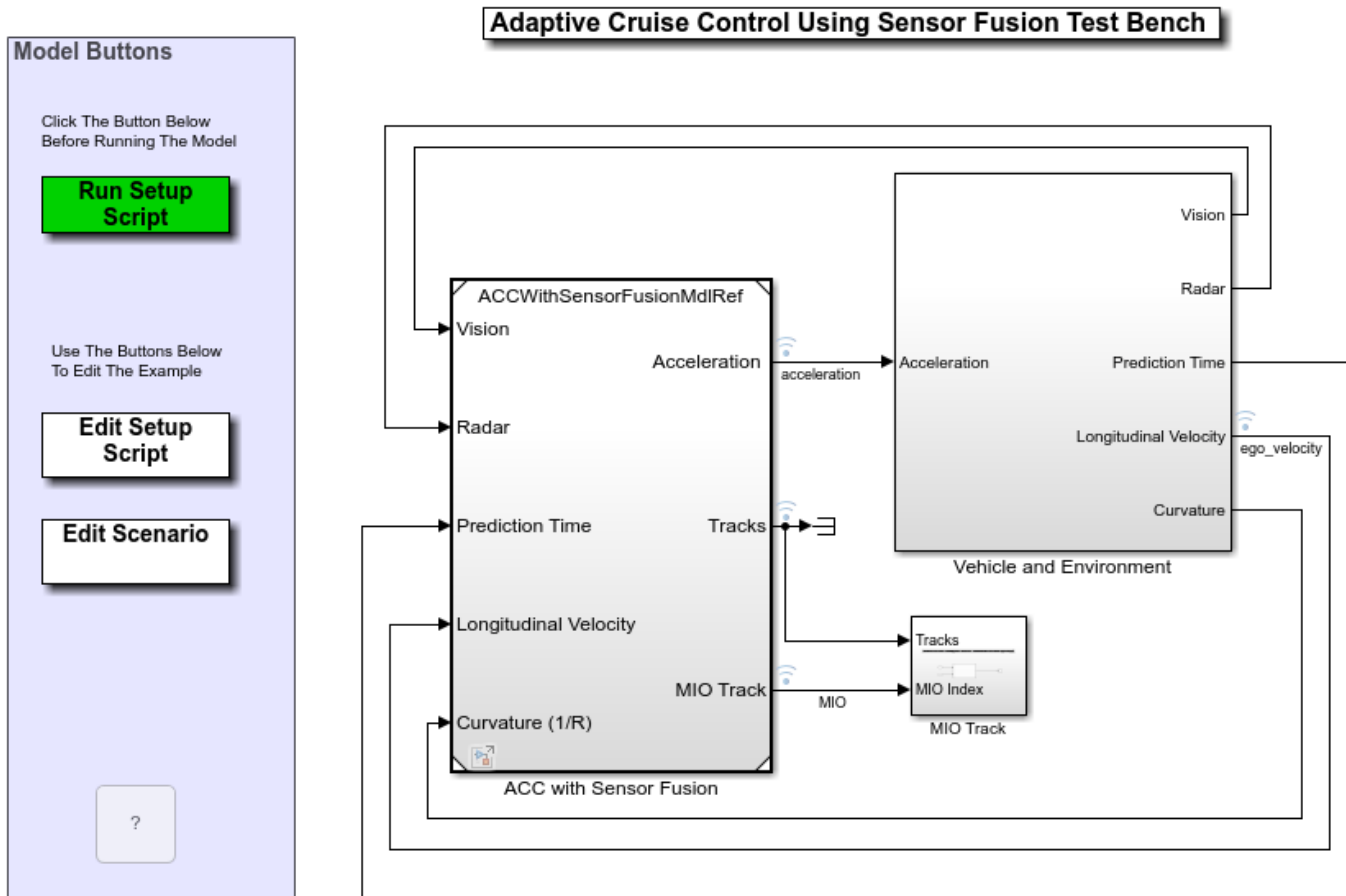 Adaptive Cruise Control Using Sensor Fusion Test Bench
Model Buttons
Click The Button Below
Before Running The Model
Run Setup
Script
Use The Buttons Below
To Edit The Example
Edit Setup
Script
Edit Scenario
?
ACCWithSensorFusionMdlRef
Vision
Radar
Prediction Time
Longitudinal Velocity
Curvature (1/R)
Acceleration
Tracks
MIO Track
ACC with Sensor Fusion
acceleration
MIO
Acceleration
Vision
Radar
Prediction Time
Longitudinal Velocity
Curvature
Vehicle and Environment
ego_velocity
Tracks
MIO Index
MIO Track